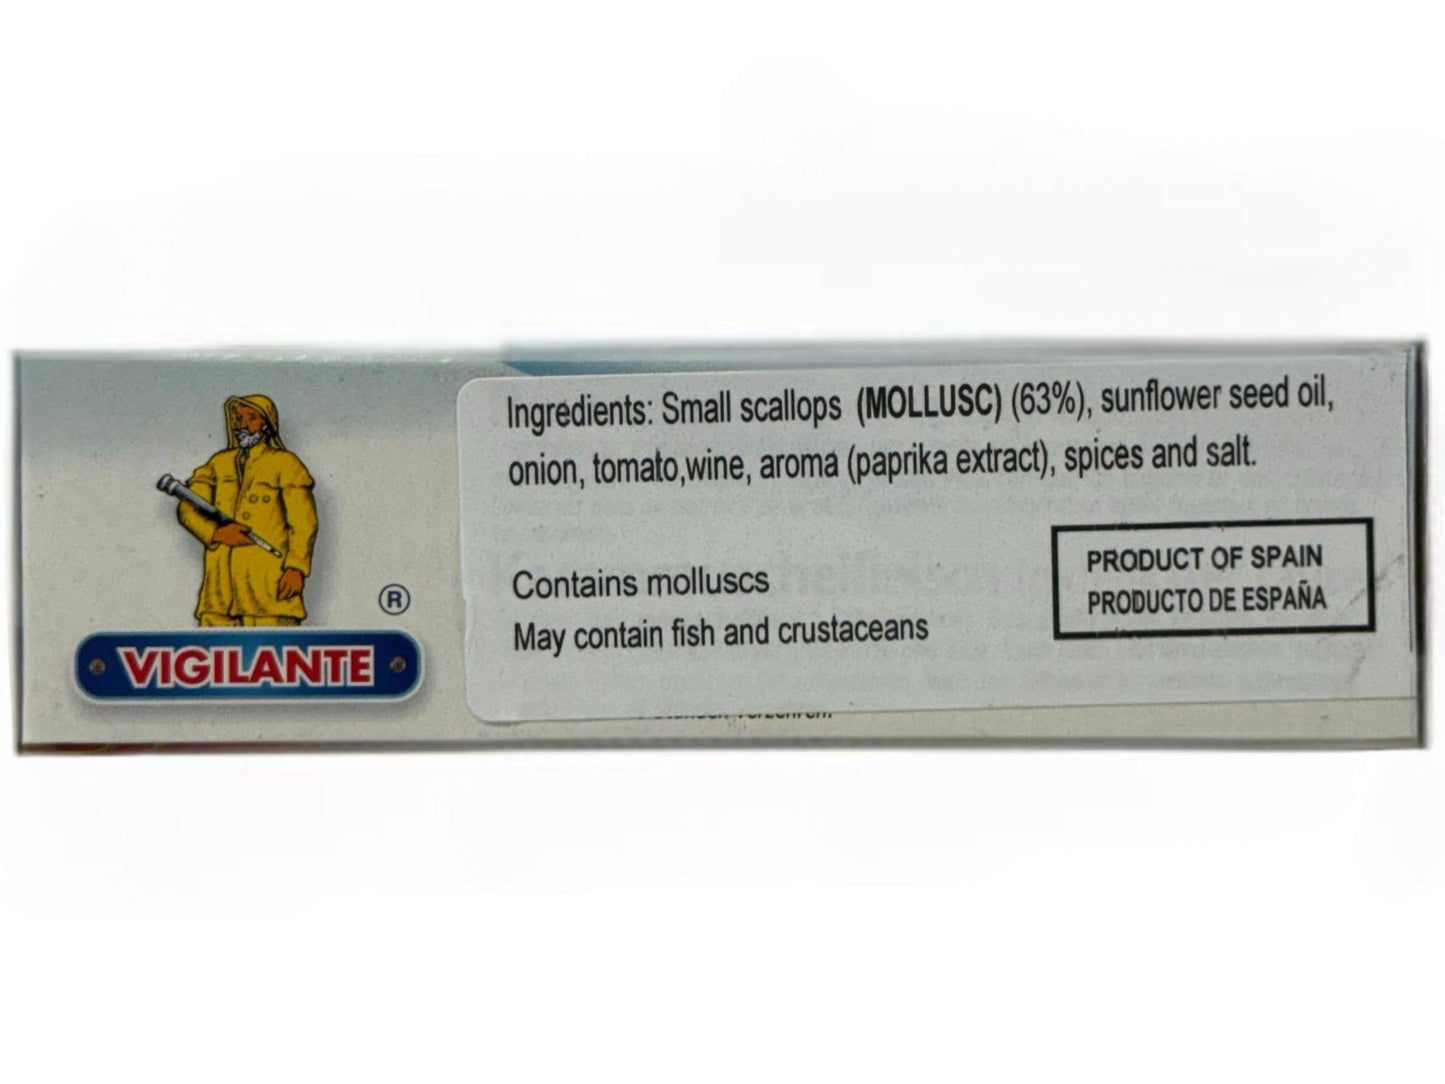 Ingredients: Small scallops (MOLLUSC) (63%), sunflower seed oil,
onion, tomato,wine, aroma (paprika extract), spices and salt.
Contains molluscs
May contain fish and crustaceans
PRODUCT OF SPAIN
PRODUCTO DE ESPAÑA
®
VIGILANTE